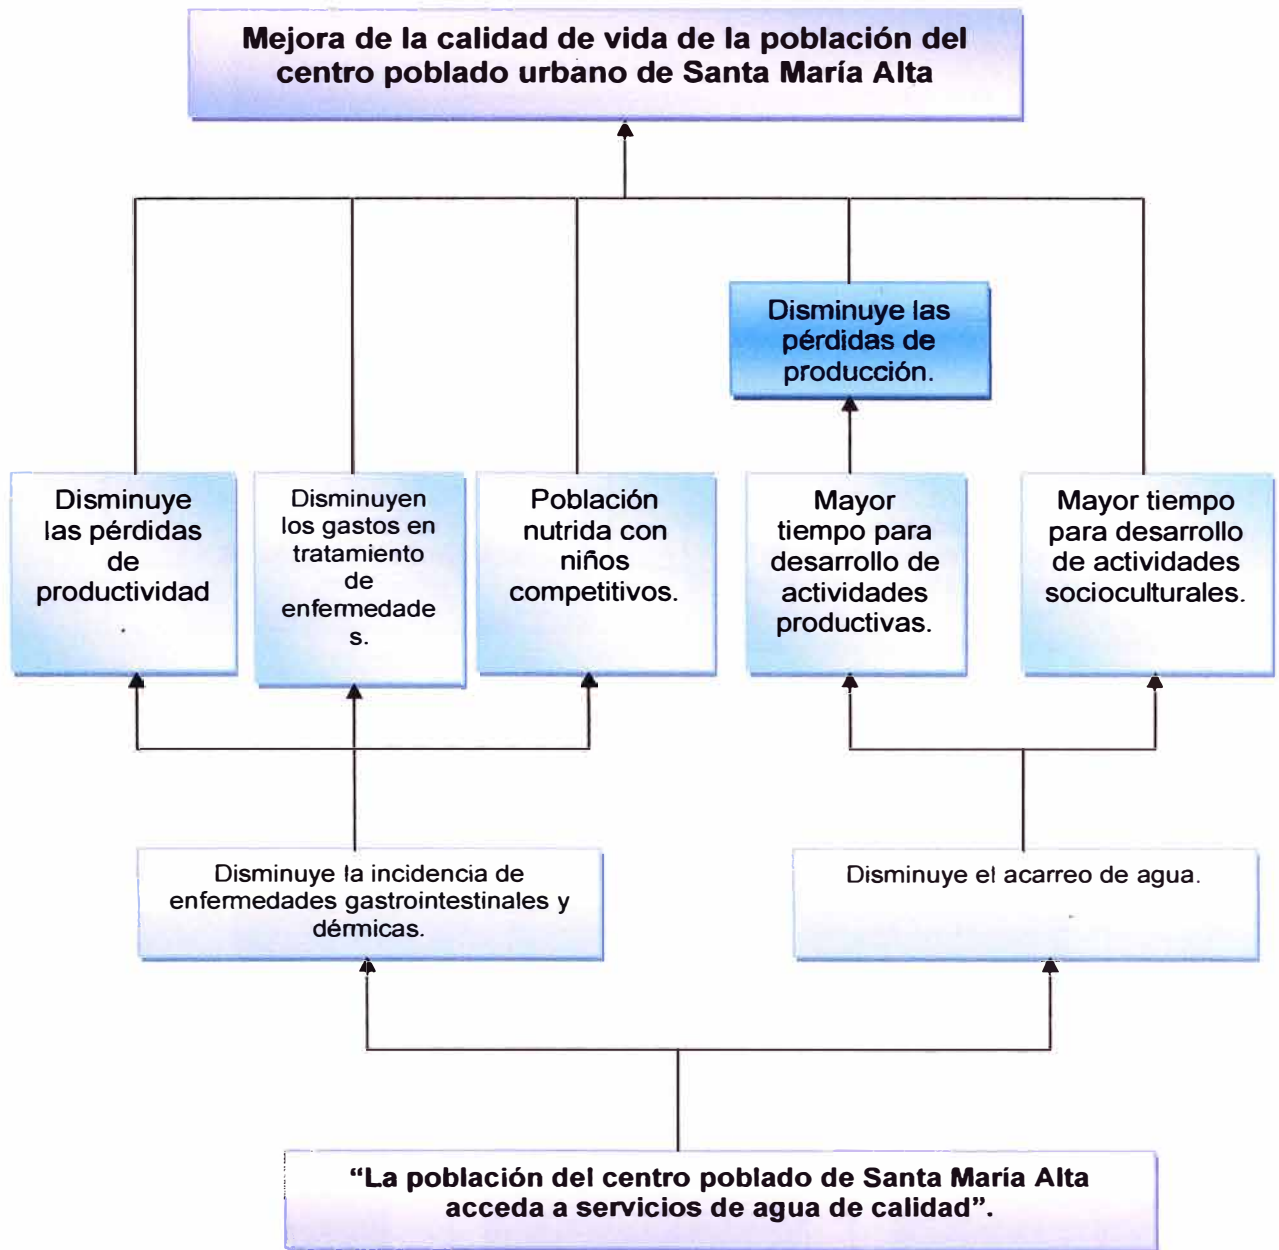 Mejora de la calidad de vida de la población del
centro poblado urbano de Santa María Alta
Disminuye las
pérdidas de
producción.
Disminuye
las pérdidas
de
productividad
.
Disminuyen
los gastos en
tratamiento
de
enfermedade
s.
Población
nutrida con
niños
competitivos.
Mayor
tiempo para
desarrollo de
actividades
productivas.
Mayor tiempo
para desarrollo
de actividades
socioculturales.
Disminuye la incidencia de
enfermedades gastrointestinales y
dérmicas.
Disminuye el acarreo de agua.
“La población del centro poblado de Santa María Alta
acceda a servicios de agua de calidad”.